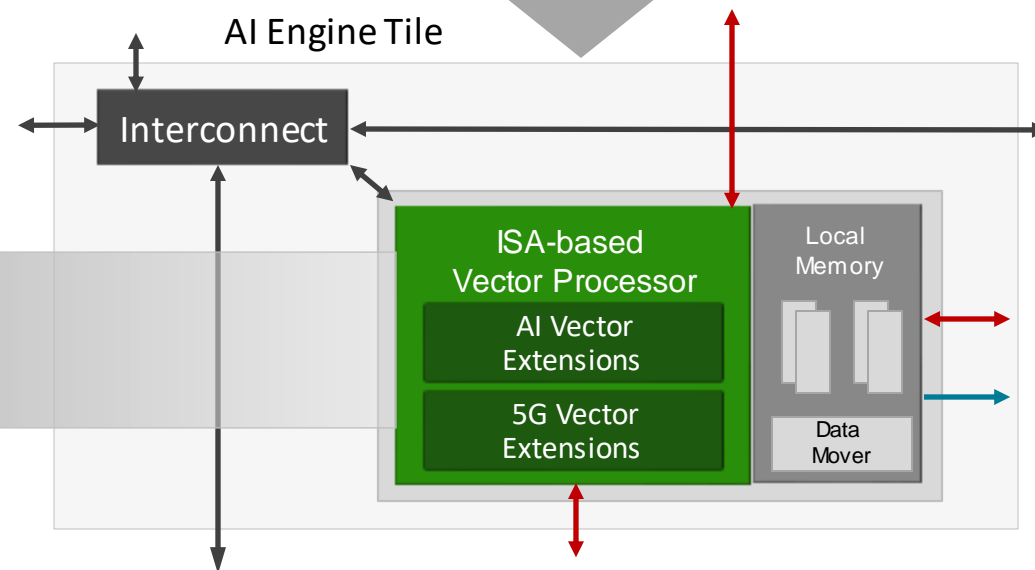 AI Engine Tile
Interconnect
ISA-based
Vector Processor
AI Vector
Extensions
5G Vector
Extensions
Local
Memory
Data
Mover